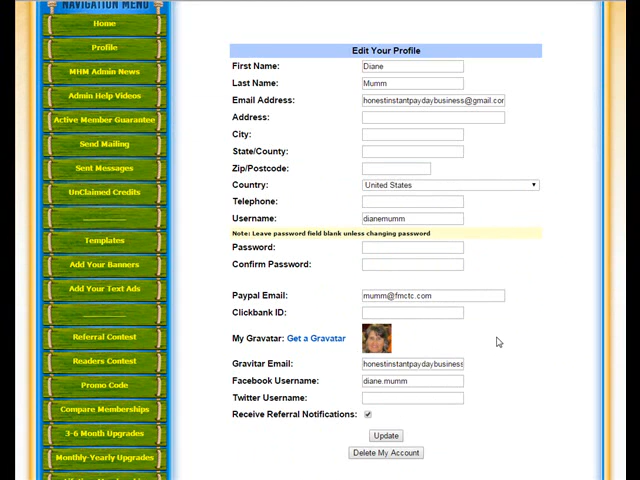 NAVIGATION MENU
Home
Profile
MHM Admin News
Admin Help Videos
Active Member Guarantee
Send Mailing
Sent Messages
UnClaimed Credits
Templates
Add Your Banners
Add Your Text Ads
Referral Contest
Readers Contest
Promo Code
Compare Memberships
3-6 Month Upgrades
Monthly-Yearly Upgrades
Edit Your Profile
First Name: Diane
Last Name: Mumm
Email Address: honestinstantpaydaybusiness@gmail.cor
Address:
City:
State/County:
Zip/Postcode:
Country: United States
Telephone:
Username: dianemumm
Note: Leave password field blank unless changing password
Password:
Confirm Password:
Paypal Email: mumm@fmctc.com
Clickbank ID:
My Gravatar: Get a Gravatar
Gravitar Email: honestinstantpaydaybusiness
Facebook Username: diane.mumm
Twitter Username:
Receive Referral Notifications:
Update
Delete My Account